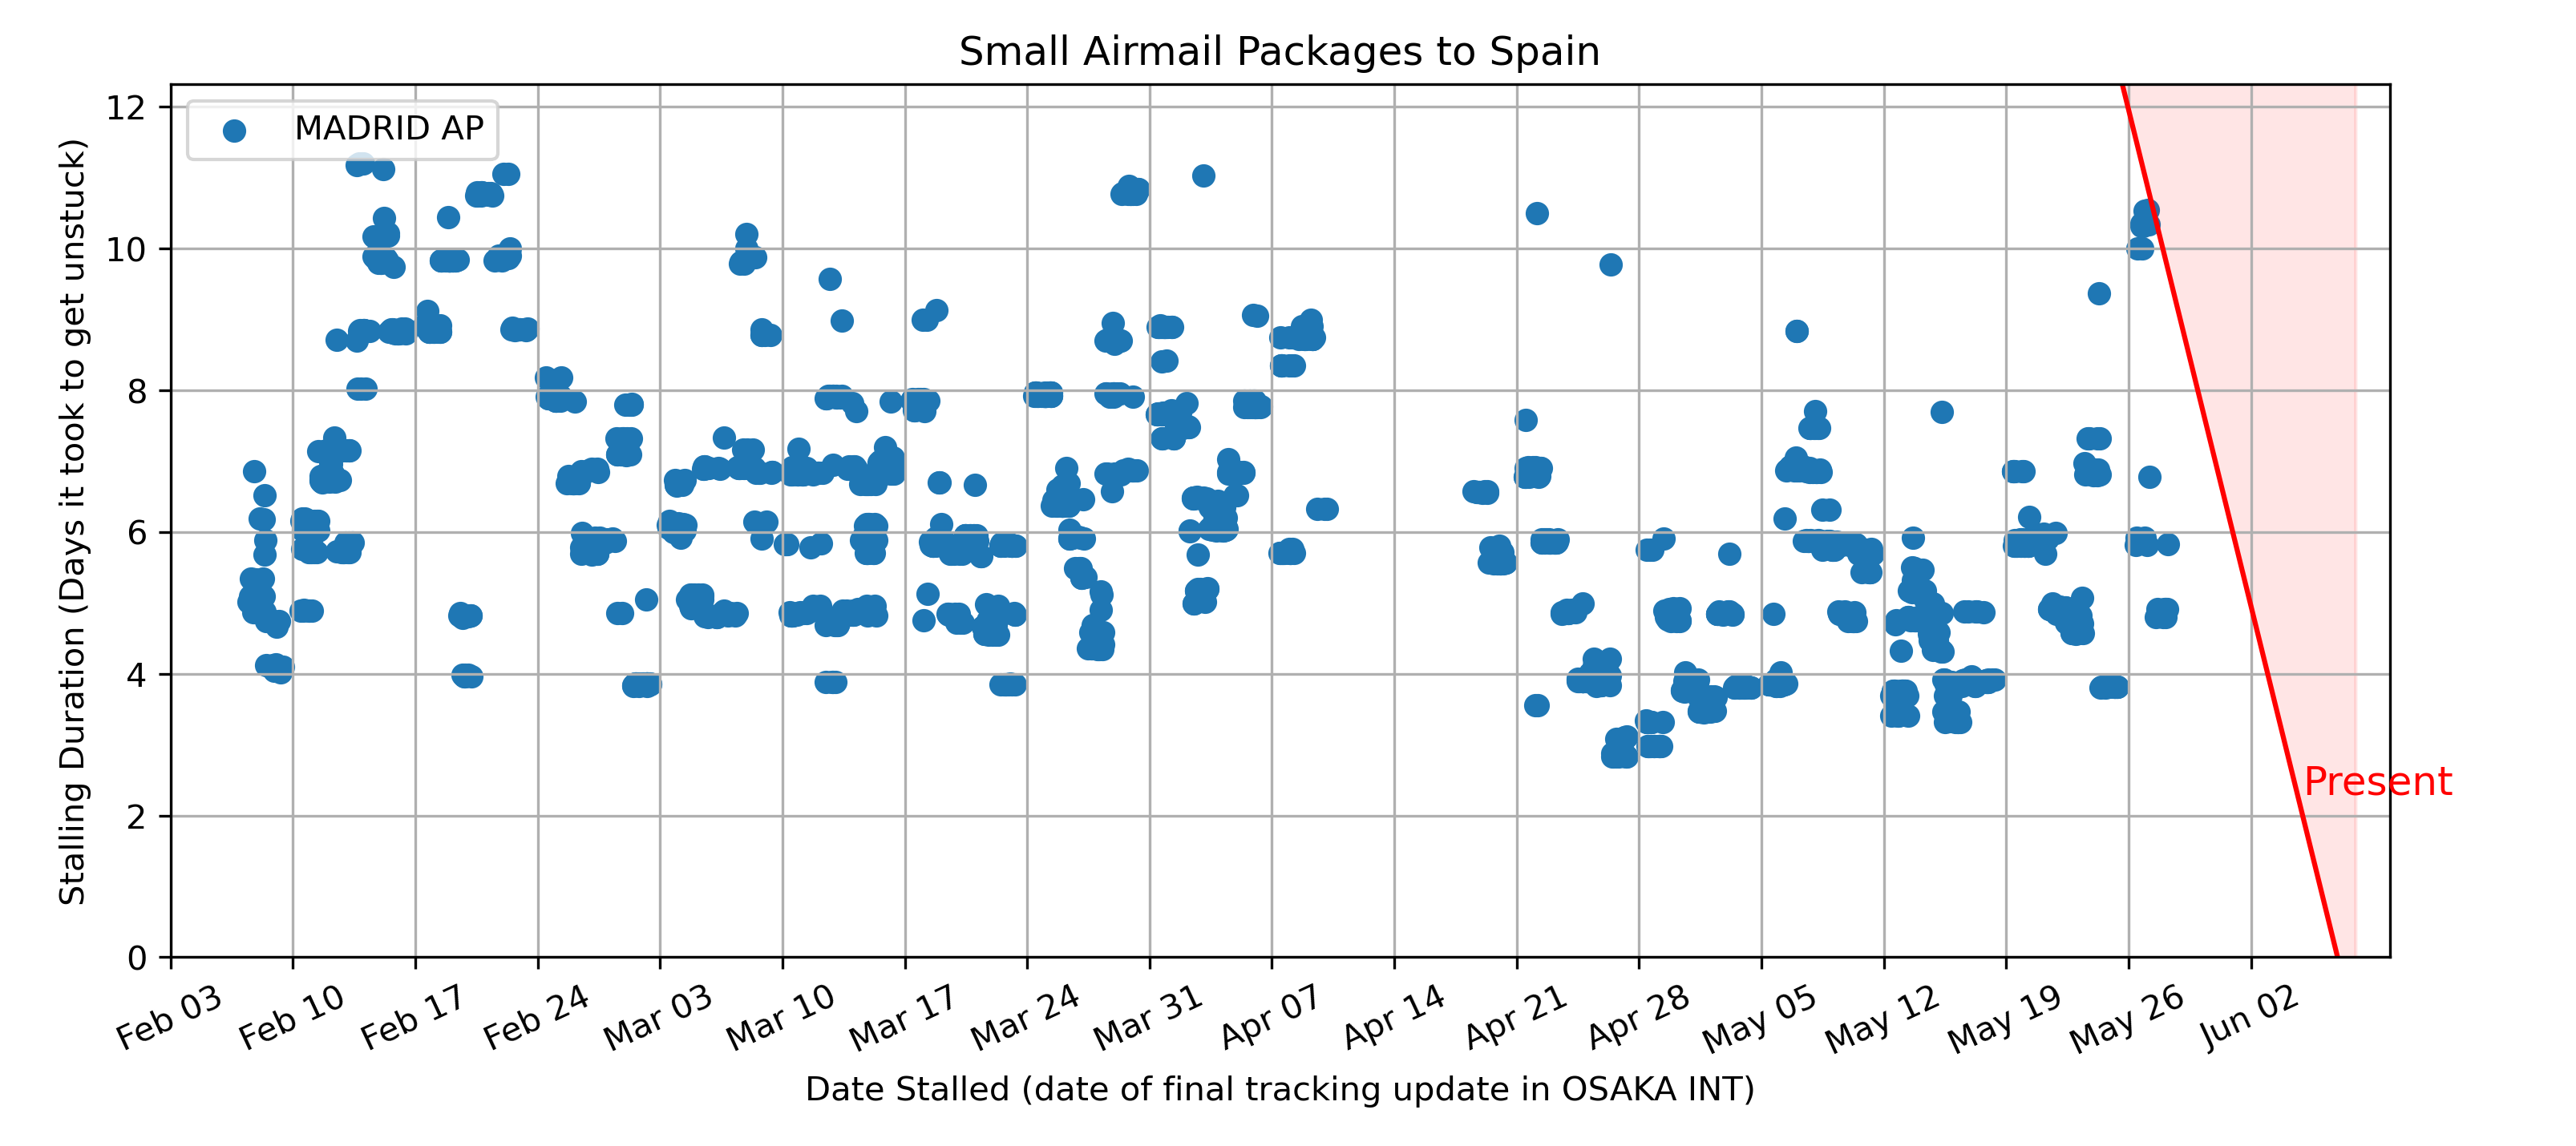 Small Airmail Packages to Spain
MADRID AP
Stalling Duration (Days it took to get unstuck)
12
10
8
6
4
2
0
Present
Feb 03
Feb 10
Feb 17
Feb 24
Mar 03
Mar 10
Mar 17
Mar 24
Mar 31
Apr 07
Apr 14
Apr 21
Apr 28
May 05
May 12
May 19
May 26
Jun 02
Date Stalled (date of final tracking update in OSAKA INT)